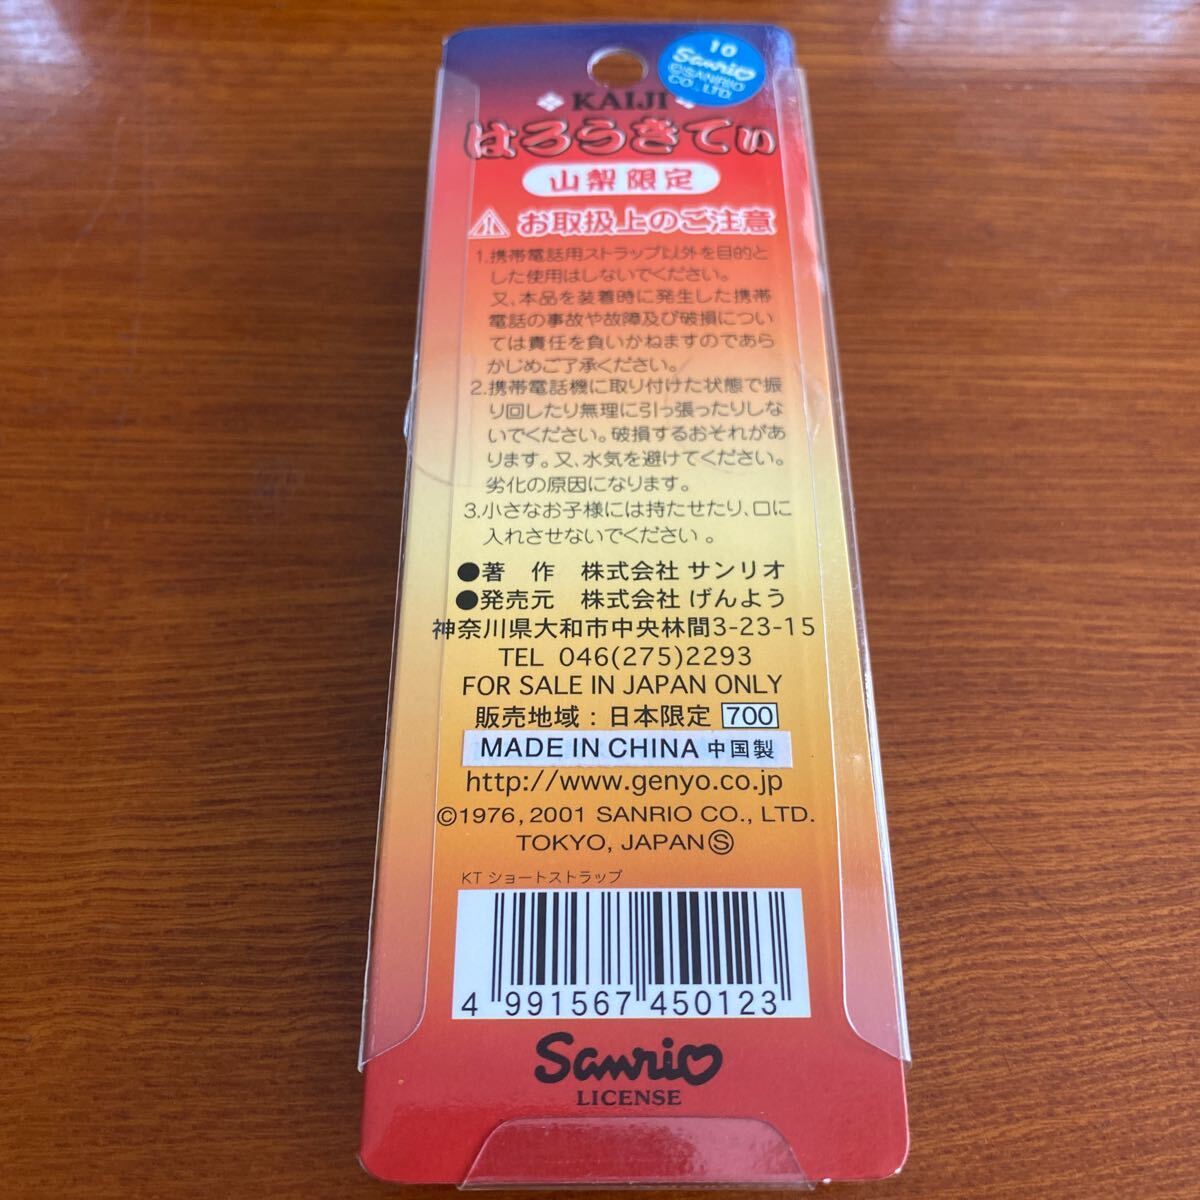 10
Sanrio
©SANRIO
CO., LTD.
KAIJI
はろうきてぃ
山梨限定
お取扱上のご注意
1.携帯電話用ストラップ以外を目的と
した使用はしないでください。
又、本品を装着時に発生した携帯
電話の事故や故障及び破損につい
ては責任を負いかねますのであら
かじめご了承ください。
2.携帯電話機に取り付けた状態で振
り回したり無理に引っ張ったりしな
いでください。破損するおそれがあ
ります。又、水気を避けてください。
劣化の原因になります。
3.小さなお子様には持たせたり、口に
入れさせないでください 。
●著 作 株式会社 サンリオ
●発売元 株式会社 げんよう
神奈川県大和市中央林間3-23-15
TEL 046(275)2293
FOR SALE IN JAPAN ONLY
販売地域：日本限定 700
MADE IN CHINA 中国製
http://www.genyo.co.jp
©1976, 2001 SANRIO CO., LTD.
TOKYO, JAPAN Ⓢ
KT ショートストラップ
4 991567 450123
Sanrio
LICENSE